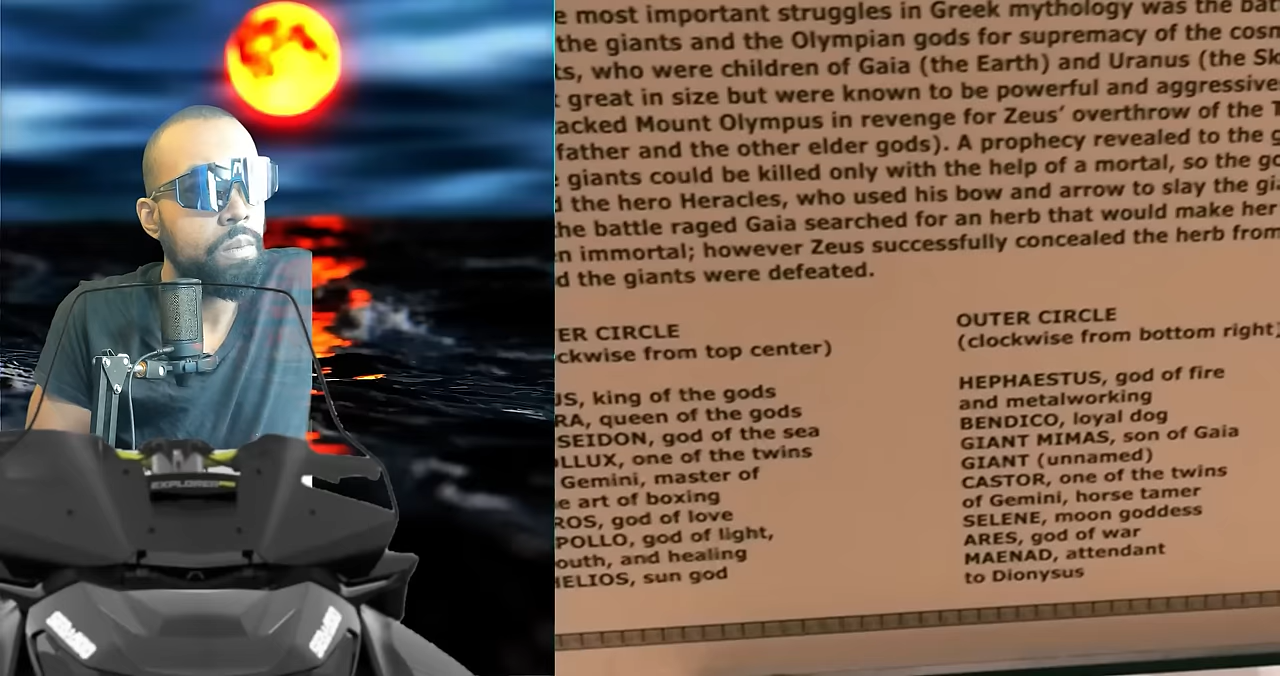 EXPLORER
SEA-DOO
SEA-DOO
e most important struggles in Greek mythology was the bat
the giants and the Olympian gods for supremacy of the cosm
ts, who were children of Gaia (the Earth) and Uranus (the Sk
great in size but were known to be powerful and aggressive
acked Mount Olympus in revenge for Zeus' overthrow of the T
father and the other elder gods). A prophecy revealed to the g
giants could be killed only with the help of a mortal, so the go
d the hero Heracles, who used his bow and arrow to slay the gia
the battle raged Gaia searched for an herb that would make her
en immortal; however Zeus successfully concealed the herb from
d the giants were defeated.
ER CIRCLE
ckwise from top center)
US, king of the gods
RA, queen of the gods
SEIDON, god of the sea
OLLUX, one of the twins
Gemini, master of
e art of boxing
ROS, god of love
POLLO, god of light,
outh, and healing
HELIOS, sun god
OUTER CIRCLE
(clockwise from bottom right)
HEPHAESTUS, god of fire
and metalworking
BENDICO, loyal dog
GIANT MIMAS, son of Gaia
GIANT (unnamed)
CASTOR, one of the twins
of Gemini, horse tamer
SELENE, moon goddess
ARES, god of war
MAENAD, attendant
to Dionysus